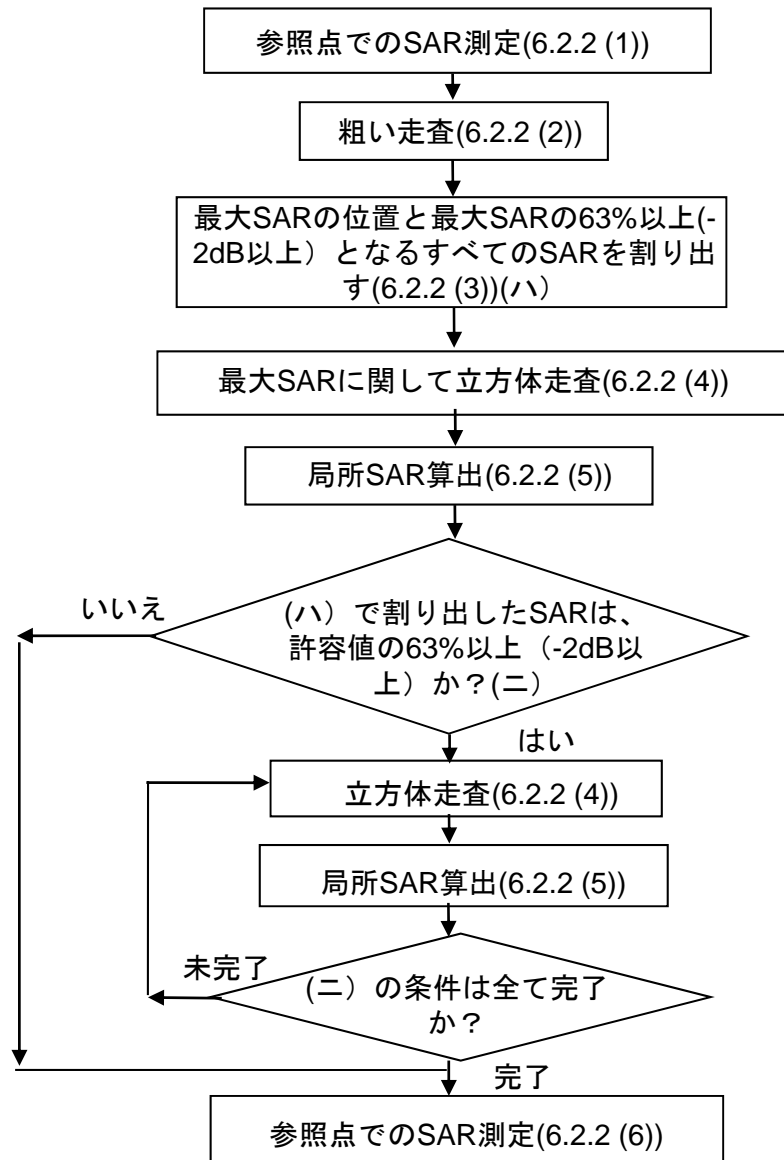 参照点でのSAR測定(6.2.2 (1))
粗い走査(6.2.2 (2))
最大SARの位置と最大SARの63%以上(-
2dB以上）となるすべてのSARを割り出
す(6.2.2 (3))(ハ）
最大SARに関して立方体走査(6.2.2 (4))
局所SAR算出(6.2.2 (5))
いいえ
(ハ）で割り出したSARは、
許容値の63%以上（-2dB以
上）か？(ニ）
はい
立方体走査(6.2.2 (4))
局所SAR算出(6.2.2 (5))
未完了
(ニ）の条件は全て完了
か？
完了
参照点でのSAR測定(6.2.2 (6))